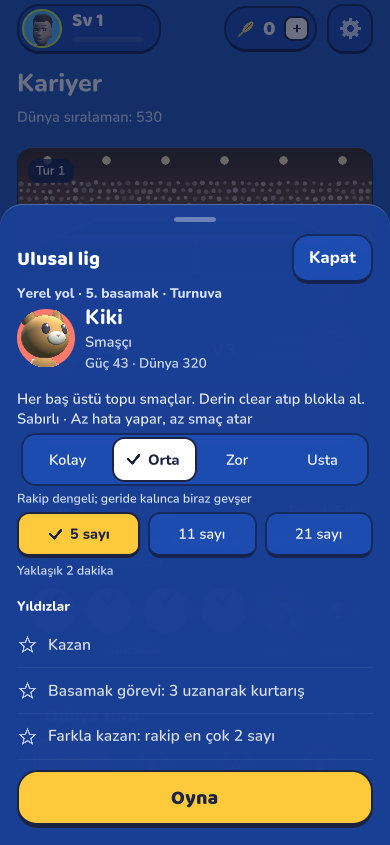 Sv 1
0
+
Kariyer
Dünya sıralaman: 530
Tur 1
Ulusal lig
Kapat
Yerel yol · 5. basamak · Turnuva
Kiki
Smaşçı
Güç 43 · Dünya 320
Her baş üstü topu smaçlar. Derin clear atıp blokla al.
Sabırlı · Az hata yapar, az smaç atar
Kolay
Orta
Zor
Usta
Rakip dengeli; geride kalınca biraz gevşer
5 sayı
11 sayı
21 sayı
Yaklaşık 2 dakika
Yıldızlar
Kazan
Basamak görevi: 3 uzanarak kurtarış
Farkla kazan: rakip en çok 2 sayı
Oyna